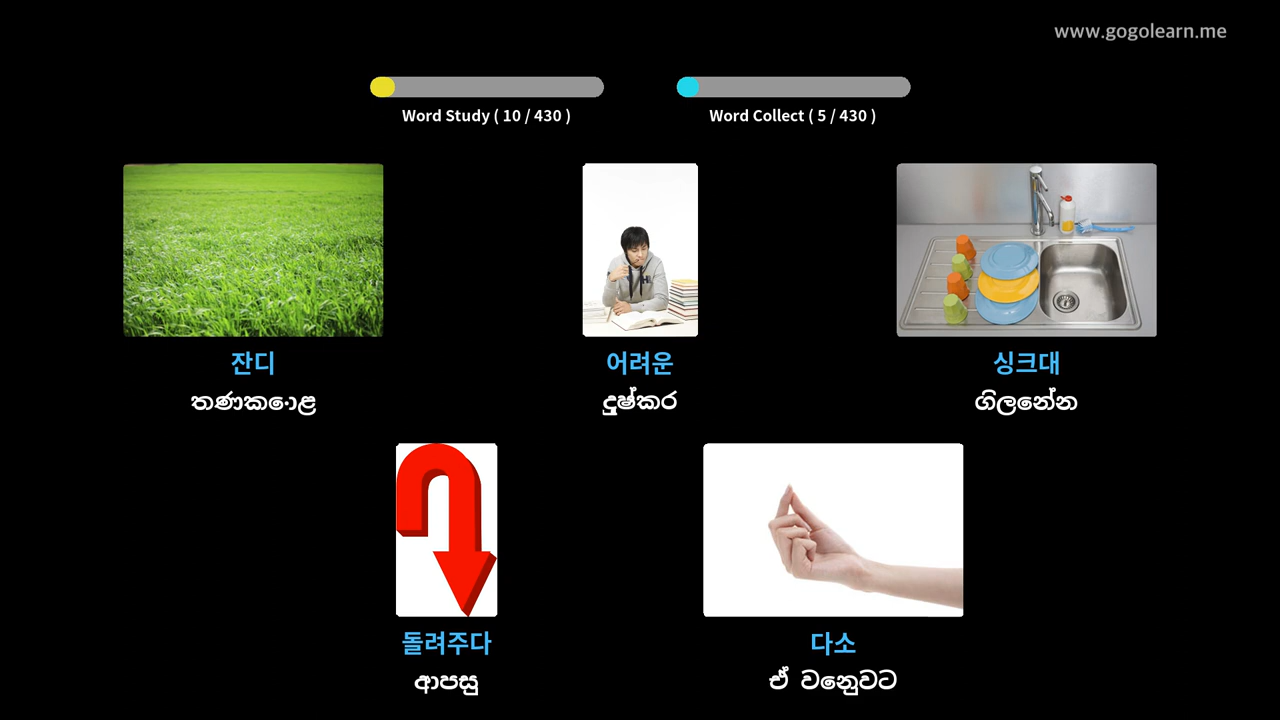 www.gogolearn.me
Word Study ( 10 / 430 )
Word Collect ( 5 / 430 )
잔디
තණකොළ
어려운
දුෂ්කර
싱크대
ගිලනේන
돌려주다
ආපසු
다소
ඒ වනුෙවට